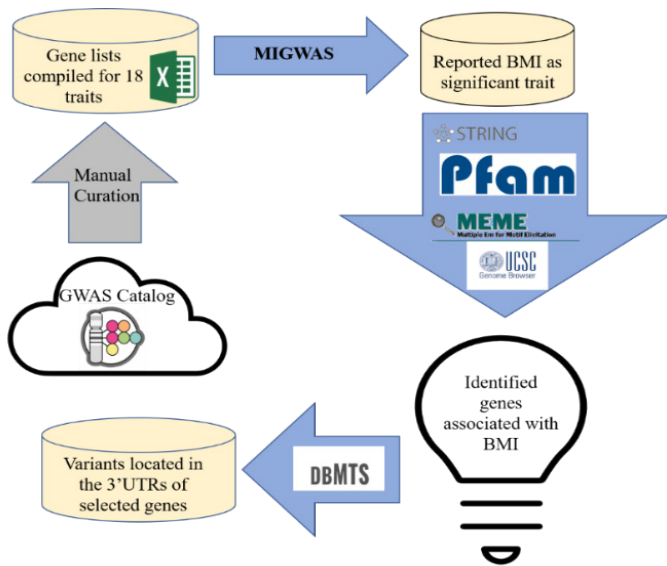 Gene lists
compiled for 18
traits
X
MIGWAS
Reported BMI as
significant trait
STRING
Pfam
MEME
Multiple Em for Motif Elicitation
UCSC
Genome Browser
Manual
Curation
GWAS Catalog
Identified
genes
associated with
BMI
DBMTS
Variants located in
the 3'UTRs of
selected genes